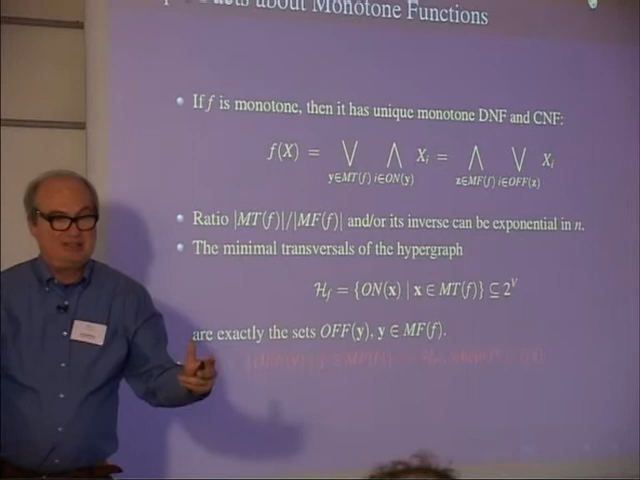 about Monotone Functions
• If f is monotone, then it has unique monotone DNF and CNF:
f(X) = ⋁ y∈MT(f) ⋀ i∈ON(y) Xi = ⋀ z∈MF(f) ⋁ i∈OFF(z) Xi
• Ratio |MT(f)|/|MF(f)| and/or its inverse can be exponential in n.
• The minimal transversals of the hypergraph
ℋf = {ON(x) | x ∈ MT(f)} ⊆ 2^V
are exactly the sets OFF(y), y ∈ MF(f).